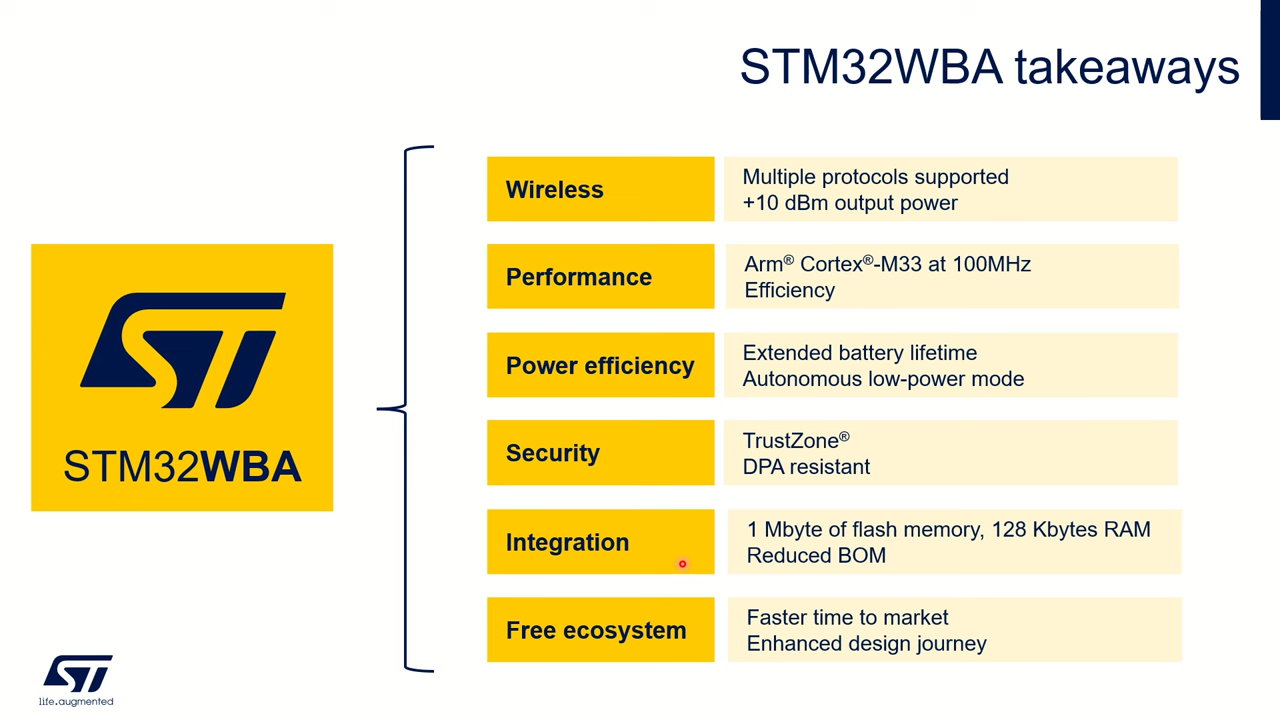 STM32WBA takeaways
ST
STM32WBA
Wireless
Multiple protocols supported
+10 dBm output power
Performance
Arm® Cortex®-M33 at 100MHz
Efficiency
Power efficiency
Extended battery lifetime
Autonomous low-power mode
Security
TrustZone®
DPA resistant
Integration
1 Mbyte of flash memory, 128 Kbytes RAM
Reduced BOM
Free ecosystem
Faster time to market
Enhanced design journey
ST
life.augmented